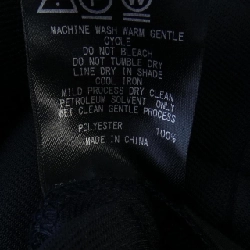 MACHINE WASH WARM GENTLE
CYCLE
DO NOT BLEACH
DO NOT TUMBLE DRY
LINE DRY IN SHADE
COOL IRON
MILD PROCESS DRY CLEAN
PETROLEUM SOLVENT ONLY
WET CLEAN GENTLE PROCESS
POLYESTER 100%
MADE IN CHINA